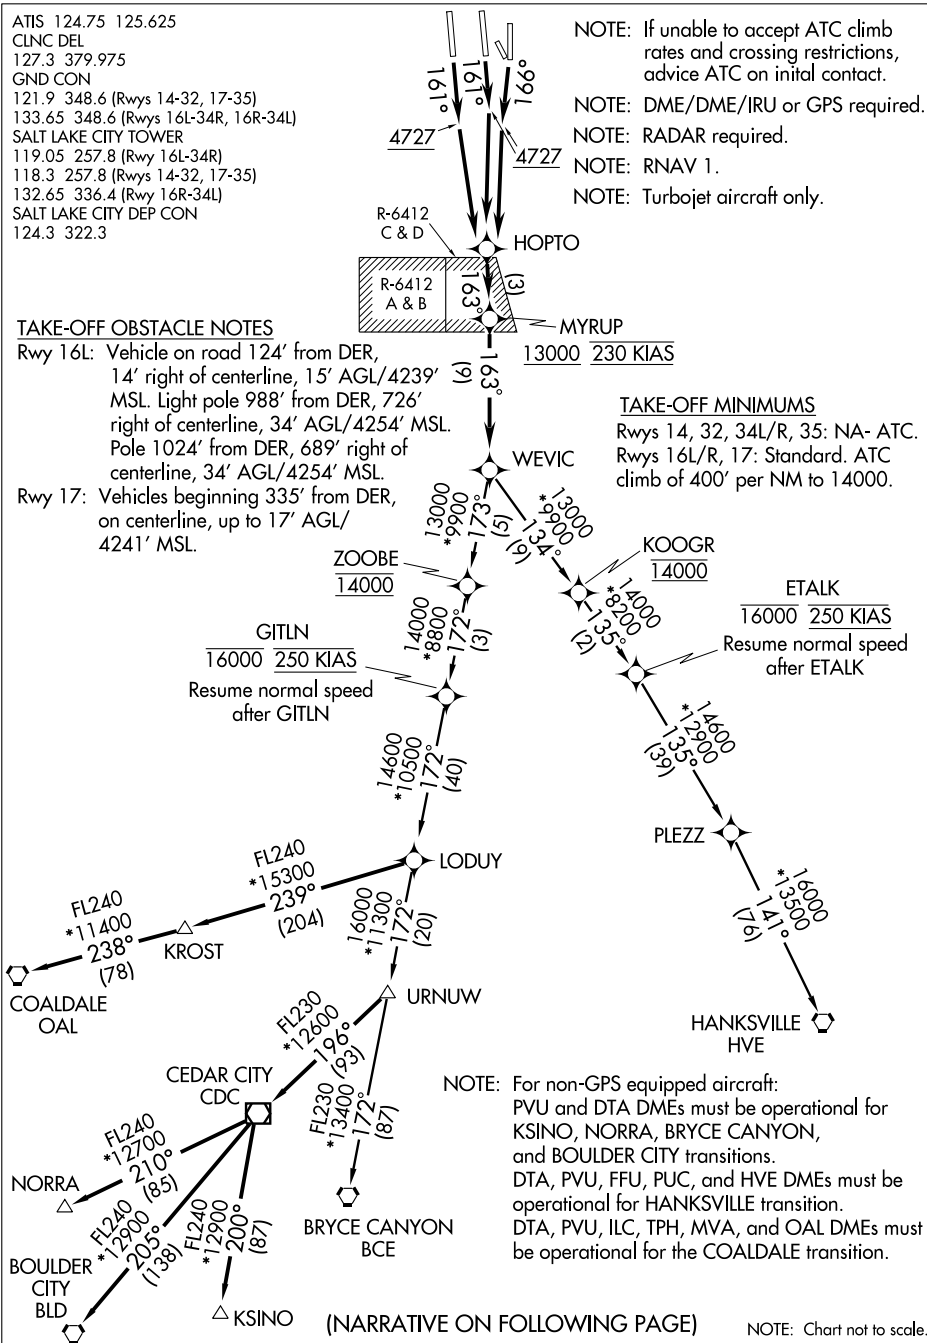 ATIS 124.75 125.625
CLNC DEL
127.3 379.975
GND CON
121.9 348.6 (Rwys 14-32, 17-35)
133.65 348.6 (Rwys 16L-34R, 16R-34L)
SALT LAKE CITY TOWER
119.05 257.8 (Rwy 16L-34R)
118.3 257.8 (Rwys 14-32, 17-35)
132.65 336.4 (Rwy 16R-34L)
SALT LAKE CITY DEP CON
124.3 322.3
NOTE: If unable to accept ATC climb
rates and crossing restrictions,
advice ATC on inital contact.
NOTE: DME/DME/IRU or GPS required.
NOTE: RADAR required.
NOTE: RNAV 1.
NOTE: Turbojet aircraft only.
161°
161°
166°
4727
4727
R-6412
C & D
HOPTO
R-6412
A & B
163°
(3)
MYRUP
13000 230 KIAS
TAKE-OFF OBSTACLE NOTES
Rwy 16L: Vehicle on road 124' from DER,
14' right of centerline, 15' AGL/4239'
MSL. Light pole 988' from DER, 726'
right of centerline, 34' AGL/4254' MSL.
Pole 1024' from DER, 689' right of
centerline, 34' AGL/4254' MSL.
Rwy 17: Vehicles beginning 335' from DER,
on centerline, up to 17' AGL/
4241' MSL.
163°
(9)
TAKE-OFF MINIMUMS
Rwys 14, 32, 34L/R, 35: NA- ATC.
Rwys 16L/R, 17: Standard. ATC
climb of 400' per NM to 14000.
WEVIC
13000
*9900
173°
(5)
13000
*9900
134°
(9)
ZOOBE
14000
KOOGR
14000
14000
*8800
172°
(3)
14000
*8200
135°
(2)
GITLN
16000 250 KIAS
Resume normal speed
after GITLN
ETALK
16000 250 KIAS
Resume normal speed
after ETALK
14600
*10500
172°
(40)
14600
*12900
135°
(39)
PLEZZ
LODUY
FL240
*15300
239°
(204)
KROST
FL240
*11400
238°
(78)
COALDALE
OAL
16000
*11300
172°
(20)
16000
*13500
141°
(76)
URNUW
HANKSVILLE
HVE
FL230
*12600
196°
(93)
FL230
*13400
172°
(87)
CEDAR CITY
CDC
FL240
*12700
210°
(85)
NORRA
FL240
*12900
205°
(138)
BOULDER
CITY
BLD
FL240
*12900
200°
(87)
KSINO
BRYCE CANYON
BCE
NOTE: For non-GPS equipped aircraft:
PVU and DTA DMEs must be operational for
KSINO, NORRA, BRYCE CANYON,
and BOULDER CITY transitions.
DTA, PVU, FFU, PUC, and HVE DMEs must be
operational for HANKSVILLE transition.
DTA, PVU, ILC, TPH, MVA, and OAL DMEs must
be operational for the COALDALE transition.
(NARRATIVE ON FOLLOWING PAGE)
NOTE: Chart not to scale.